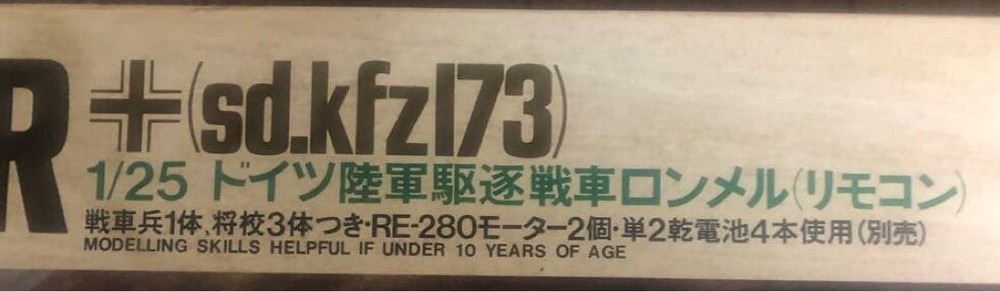 R (sd.kfz173)
1/25 ドイツ陸軍駆逐戦車ロンメル(リモコン)
戦車兵1体,将校3体つき・RE-280モーター2個・単2乾電池4本使用(別売)
MODELLING SKILLS HELPFUL IF UNDER 10 YEARS OF AGE